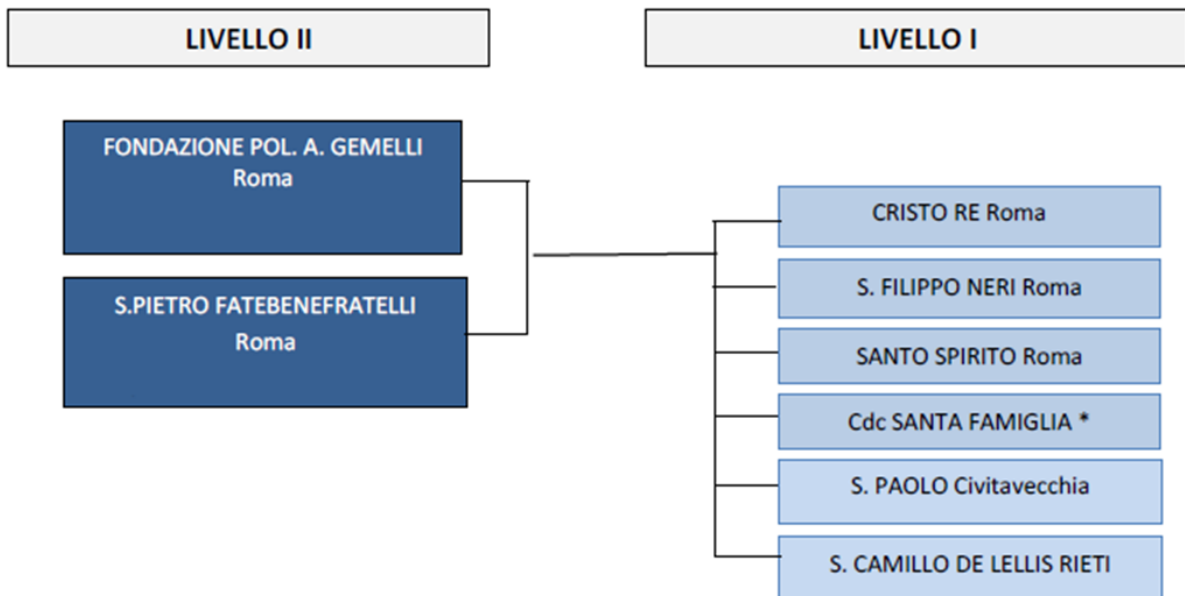 LIVELLO II
LIVELLO I
FONDAZIONE POL. A. GEMELLI
Roma
S.PIETRO FATEBENEFRATELLI
Roma
CRISTO RE Roma
S. FILIPPO NERI Roma
SANTO SPIRITO Roma
Cdc SANTA FAMIGLIA *
S. PAOLO Civitavecchia
S. CAMILLO DE LELLIS RIETI